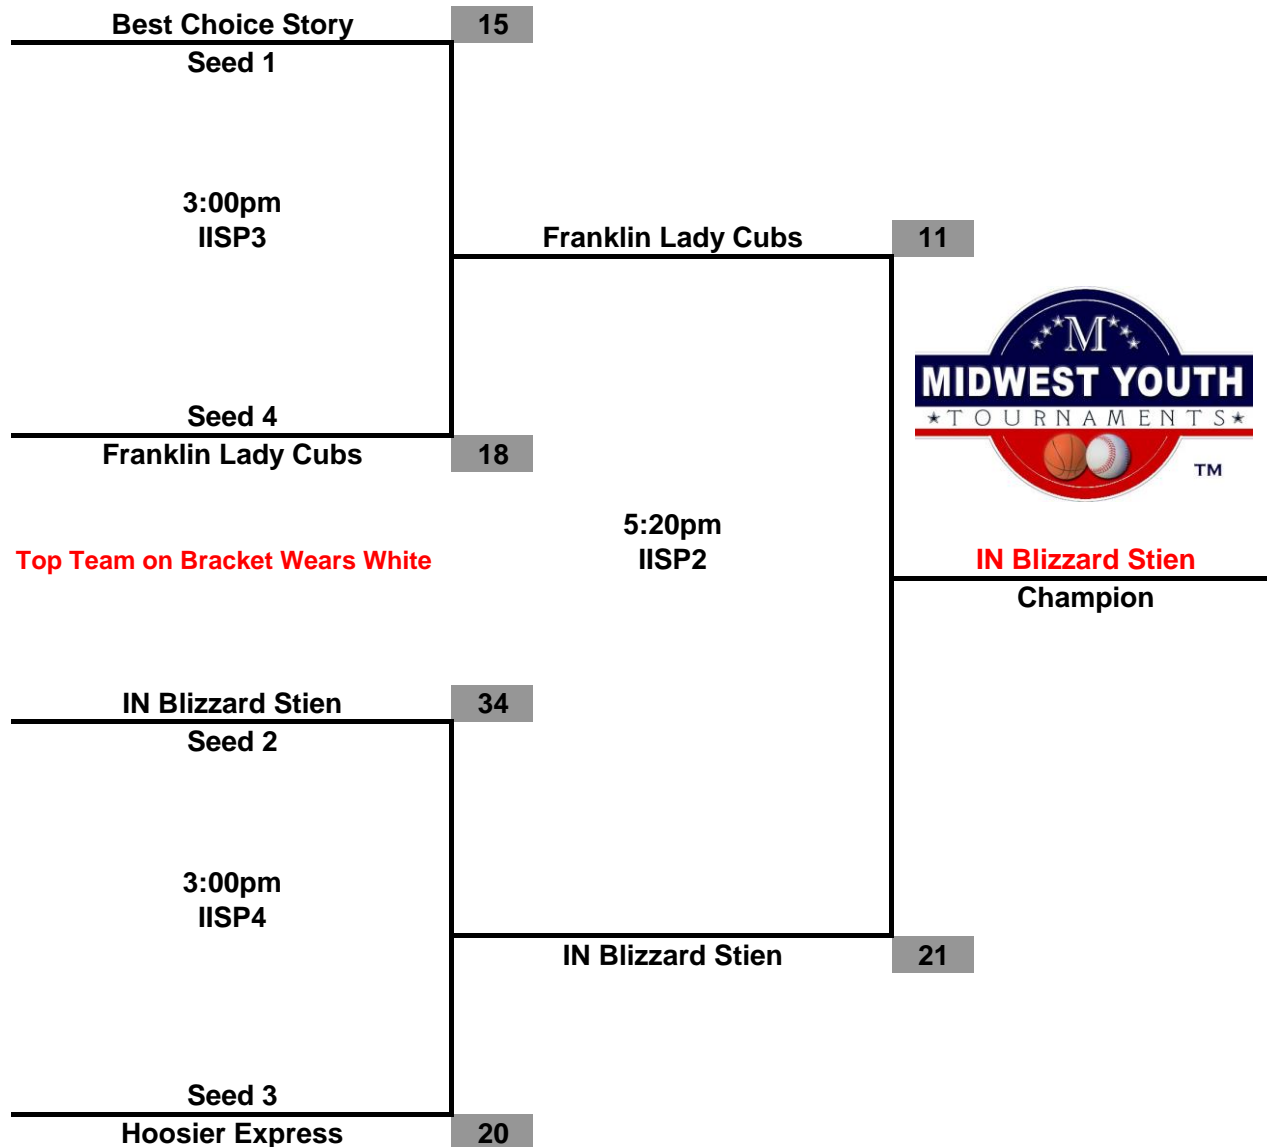 Best Choice Story 15
Seed 1
3:00pm
IISP3
Franklin Lady Cubs 11
M
MIDWEST YOUTH
TOURNAMENTS
TM
Seed 4
Franklin Lady Cubs 18
5:20pm
IISP2
Top Team on Bracket Wears White
IN Blizzard Stien
Champion
IN Blizzard Stien 34
Seed 2
3:00pm
IISP4
IN Blizzard Stien 21
Seed 3
Hoosier Express 20